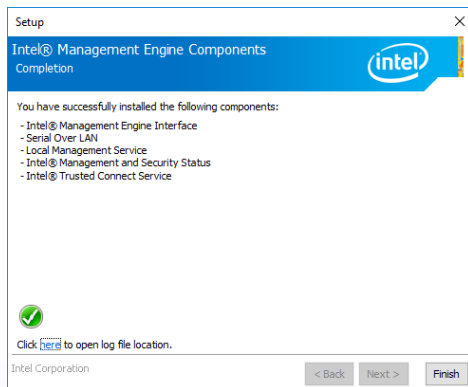 Setup
Intel® Management Engine Components
Completion
intel
You have successfully installed the following components:
- Intel® Management Engine Interface
- Serial Over LAN
- Local Management Service
- Intel® Management and Security Status
- Intel® Trusted Connect Service
Click here to open log file location.
Intel Corporation
< Back
Next >
Finish